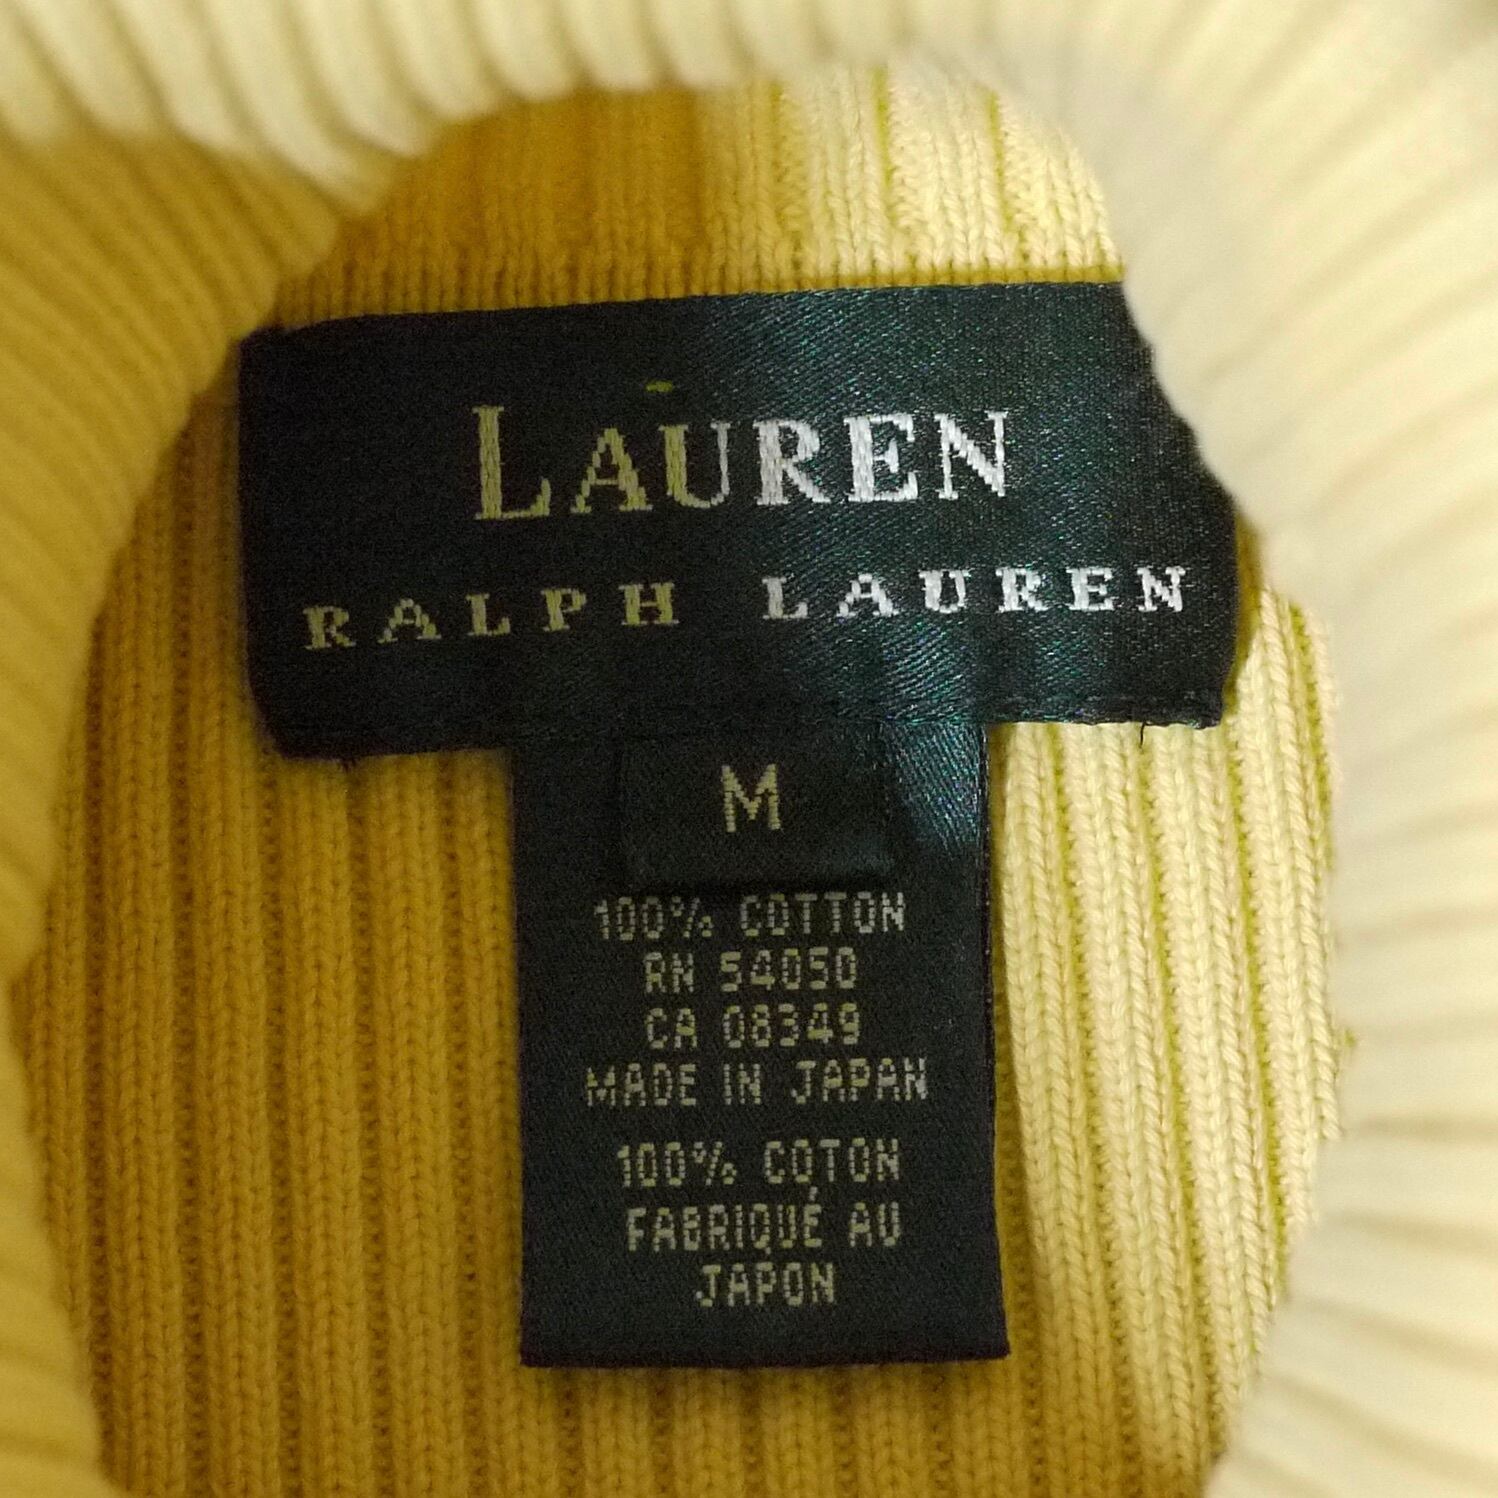 LAUREN
RALPH LAUREN
M
100% COTTON
RN 54050
CA 08349
MADE IN JAPAN
100% COTON
FABRIQUÉ AU
JAPON